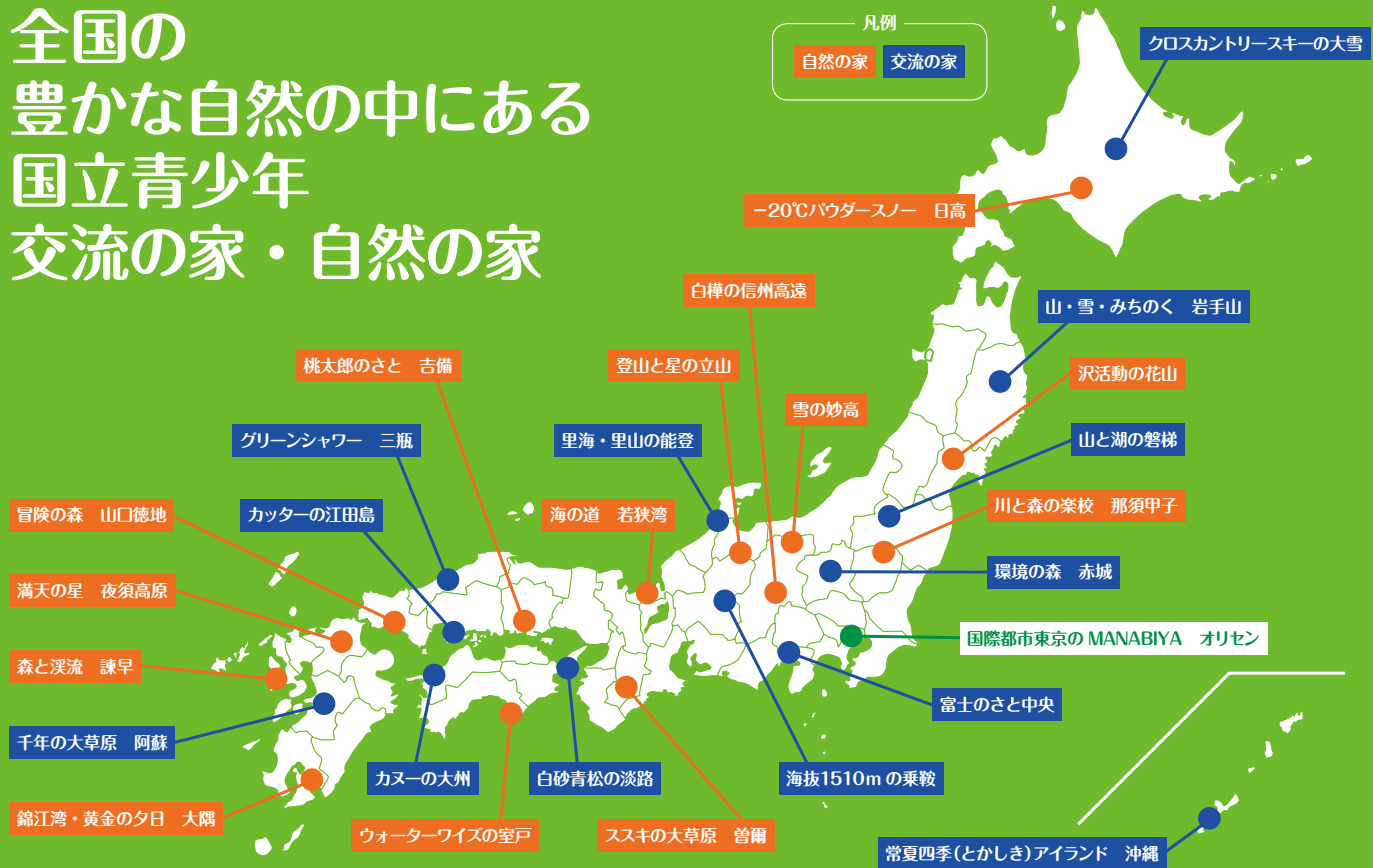 全国の
豊かな自然の中にある
国立青少年
交流の家・自然の家
凡例
自然の家 交流の家
クロスカントリースキーの大雪
－20℃パウダースノー　日高
白樺の信州高遠
山・雪・みちのく　岩手山
桃太郎のさと　吉備
登山と星の立山
沢活動の花山
雪の妙高
グリーンシャワー　三瓶
里海・里山の能登
山と湖の磐梯
冒険の森　山口徳地
カッターの江田島
海の道　若狭湾
川と森の楽校　那須甲子
環境の森　赤城
満天の星　夜須高原
国際都市東京の MANABIYA　オリセン
森と渓流　諫早
富士のさと中央
千年の大草原　阿蘇
カヌーの大州
白砂青松の淡路
海抜1510m の乗鞍
錦江湾・黄金の夕日　大隅
ウォーターワイズの室戸
ススキの大草原　曽爾
常夏四季(とかしき)アイランド　沖縄